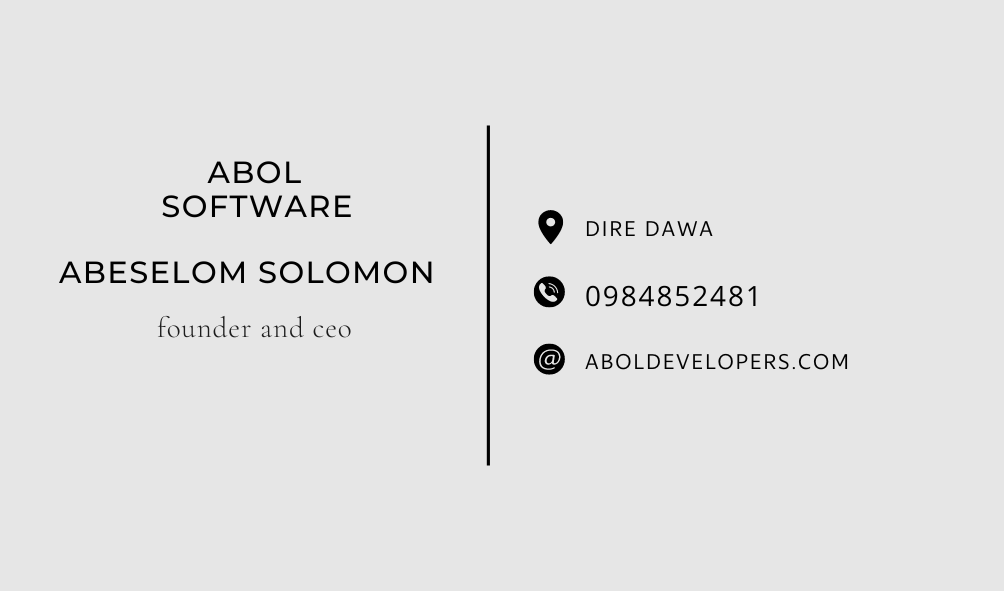 ABOL
SOFTWARE
ABESELOM SOLOMON
founder and ceo
DIRE DAWA
0984852481
ABOLDEVELOPERS.COM